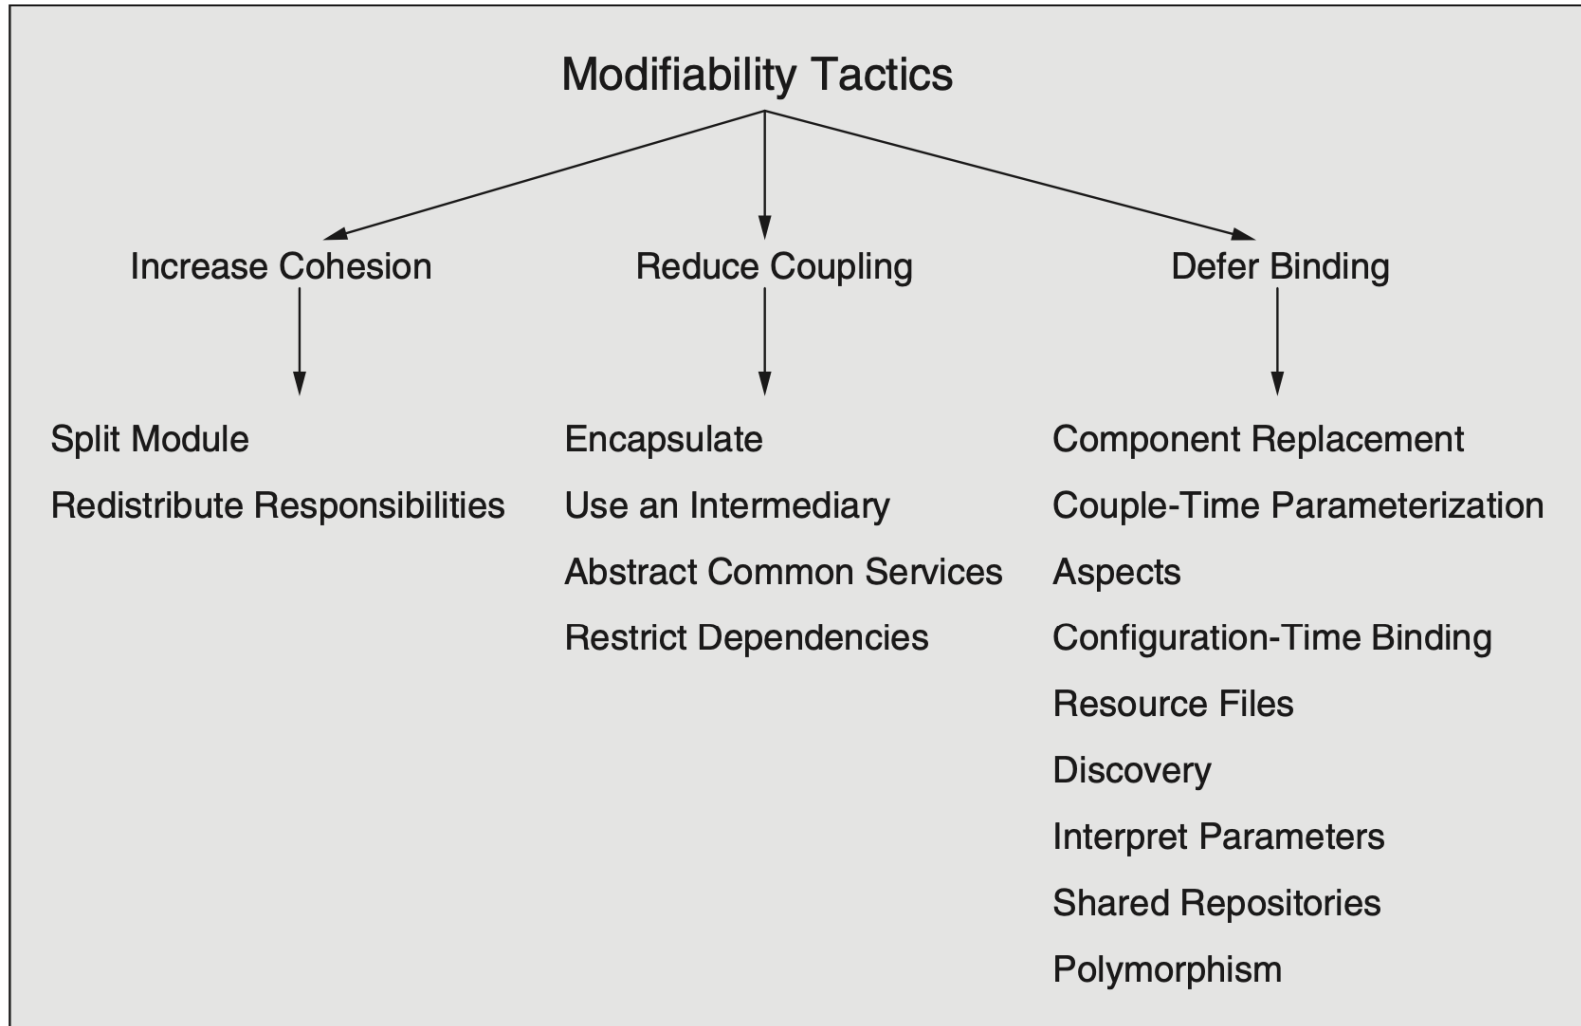 Modifiability Tactics
Increase Cohesion
Reduce Coupling
Defer Binding
Split Module
Redistribute Responsibilities
Encapsulate
Use an Intermediary
Abstract Common Services
Restrict Dependencies
Component Replacement
Couple-Time Parameterization
Aspects
Configuration-Time Binding
Resource Files
Discovery
Interpret Parameters
Shared Repositories
Polymorphism